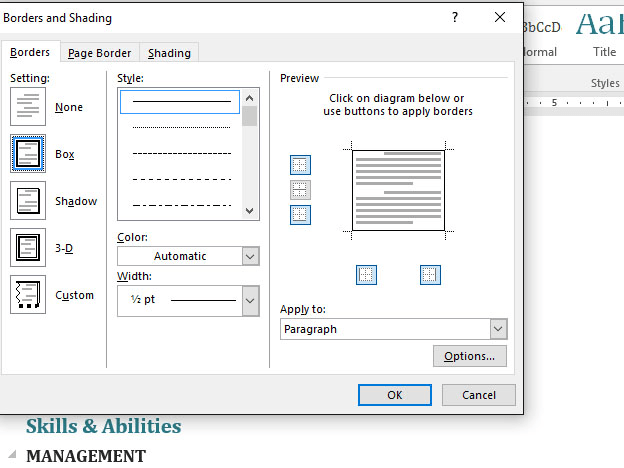 Borders and Shading
?
Borders Page Border Shading
Setting:
None
Box
Shadow
3-D
Custom
Style:
Color:
Automatic
Width:
½ pt
Preview
Click on diagram below or
use buttons to apply borders
Apply to:
Paragraph
Options...
OK Cancel
BbCcD
Normal Title
Styles
5
Skills & Abilities
MANAGEMENT